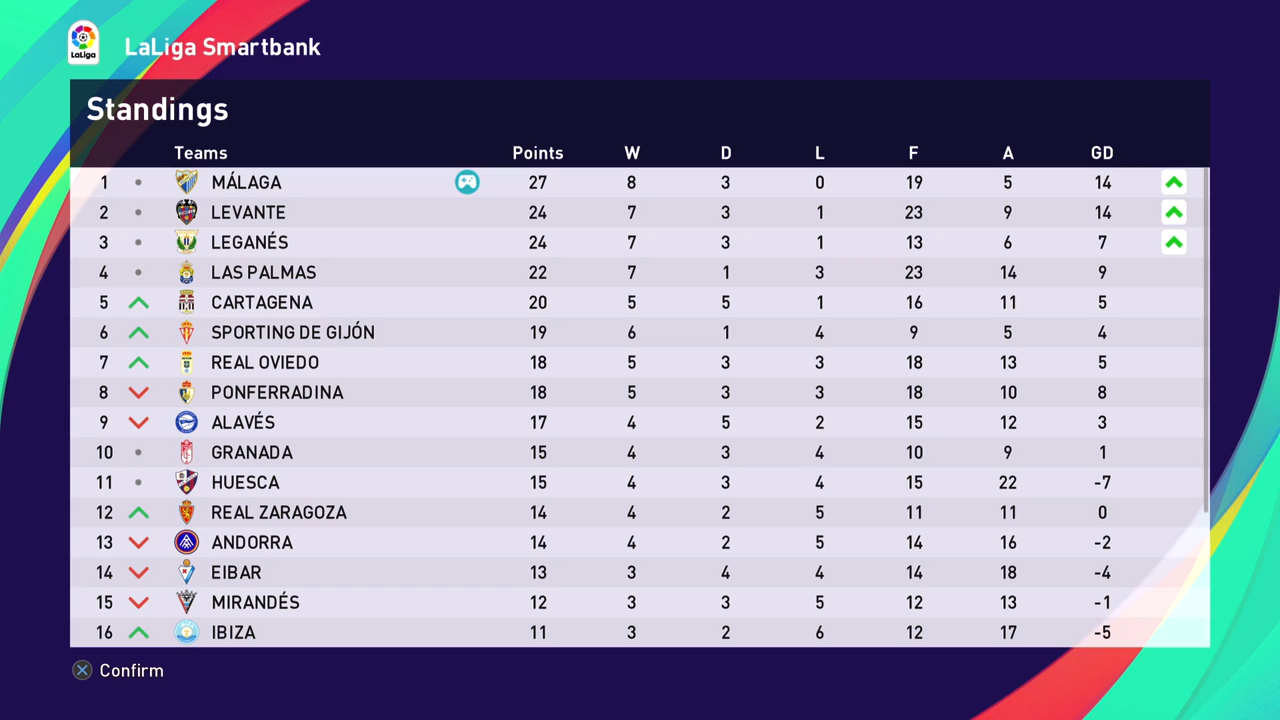 LaLiga
LaLiga Smartbank
Standings
Teams Points W D L F A GD
1 MÁLAGA 27 8 3 0 19 5 14
2 LEVANTE 24 7 3 1 23 9 14
3 LEGANÉS 24 7 3 1 13 6 7
4 LAS PALMAS 22 7 1 3 23 14 9
5 CARTAGENA 20 5 5 1 16 11 5
6 SPORTING DE GIJÓN 19 6 1 4 9 5 4
7 REAL OVIEDO 18 5 3 3 18 13 5
8 PONFERRADINA 18 5 3 3 18 10 8
9 ALAVÉS 17 4 5 2 15 12 3
10 GRANADA 15 4 3 4 10 9 1
11 HUESCA 15 4 3 4 15 22 -7
12 REAL ZARAGOZA 14 4 2 5 11 11 0
13 ANDORRA 14 4 2 5 14 16 -2
14 EIBAR 13 3 4 4 14 18 -4
15 MIRANDÉS 12 3 3 5 12 13 -1
16 IBIZA 11 3 2 6 12 17 -5
Confirm